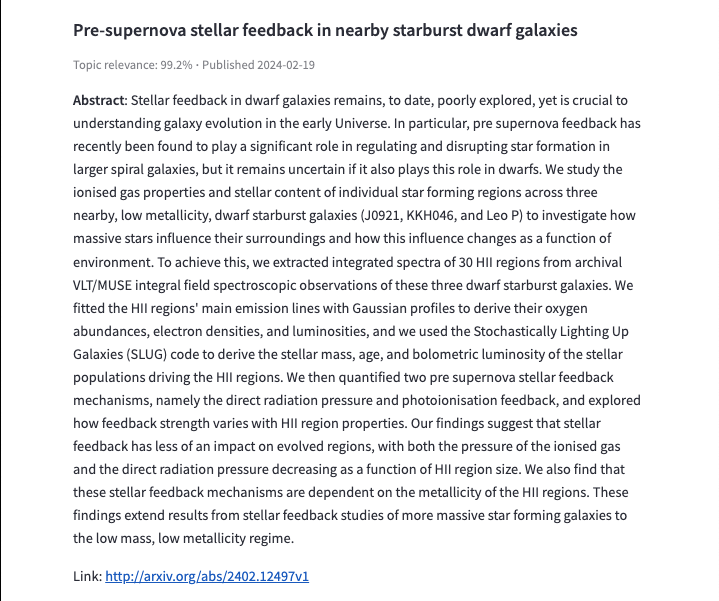 Pre-supernova stellar feedback in nearby starburst dwarf galaxies
Topic relevance: 99.2% · Published 2024-02-19
Abstract: Stellar feedback in dwarf galaxies remains, to date, poorly explored, yet is crucial to
understanding galaxy evolution in the early Universe. In particular, pre supernova feedback has
recently been found to play a significant role in regulating and disrupting star formation in
larger spiral galaxies, but it remains uncertain if it also plays this role in dwarfs. We study the
ionised gas properties and stellar content of individual star forming regions across three
nearby, low metallicity, dwarf starburst galaxies (J0921, KKH046, and Leo P) to investigate how
massive stars influence their surroundings and how this influence changes as a function of
environment. To achieve this, we extracted integrated spectra of 30 HII regions from archival
VLT/MUSE integral field spectroscopic observations of these three dwarf starburst galaxies. We
fitted the HII regions' main emission lines with Gaussian profiles to derive their oxygen
abundances, electron densities, and luminosities, and we used the Stochastically Lighting Up
Galaxies (SLUG) code to derive the stellar mass, age, and bolometric luminosity of the stellar
populations driving the HII regions. We then quantified two pre supernova stellar feedback
mechanisms, namely the direct radiation pressure and photoionisation feedback, and explored
how feedback strength varies with HII region properties. Our findings suggest that stellar
feedback has less of an impact on evolved regions, with both the pressure of the ionised gas
and the direct radiation pressure decreasing as a function of HII region size. We also find that
these stellar feedback mechanisms are dependent on the metallicity of the HII regions. These
findings extend results from stellar feedback studies of more massive star forming galaxies to
the low mass, low metallicity regime.
Link: http://arxiv.org/abs/2402.12497v1